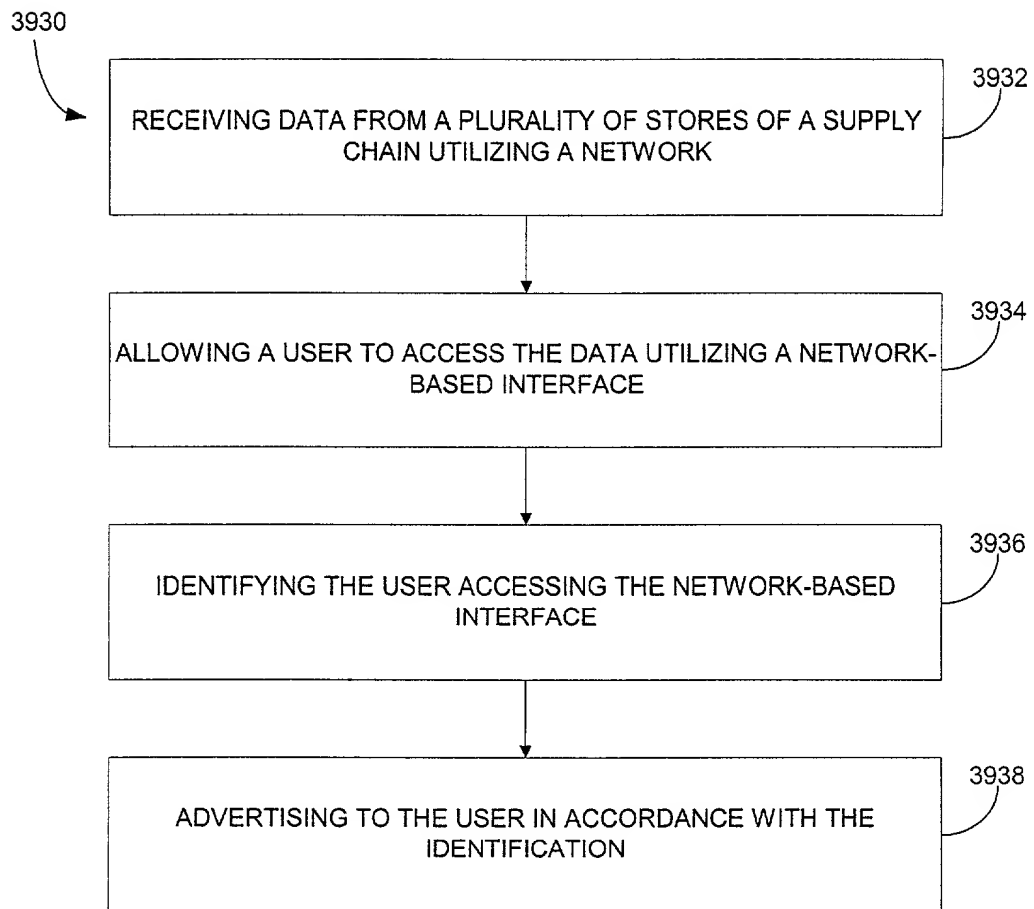 3930
3932
RECEIVING DATA FROM A PLURALITY OF STORES OF A SUPPLY
CHAIN UTILIZING A NETWORK
3934
ALLOWING A USER TO ACCESS THE DATA UTILIZING A NETWORK-
BASED INTERFACE
3936
IDENTIFYING THE USER ACCESSING THE NETWORK-BASED
INTERFACE
3938
ADVERTISING TO THE USER IN ACCORDANCE WITH THE
IDENTIFICATION